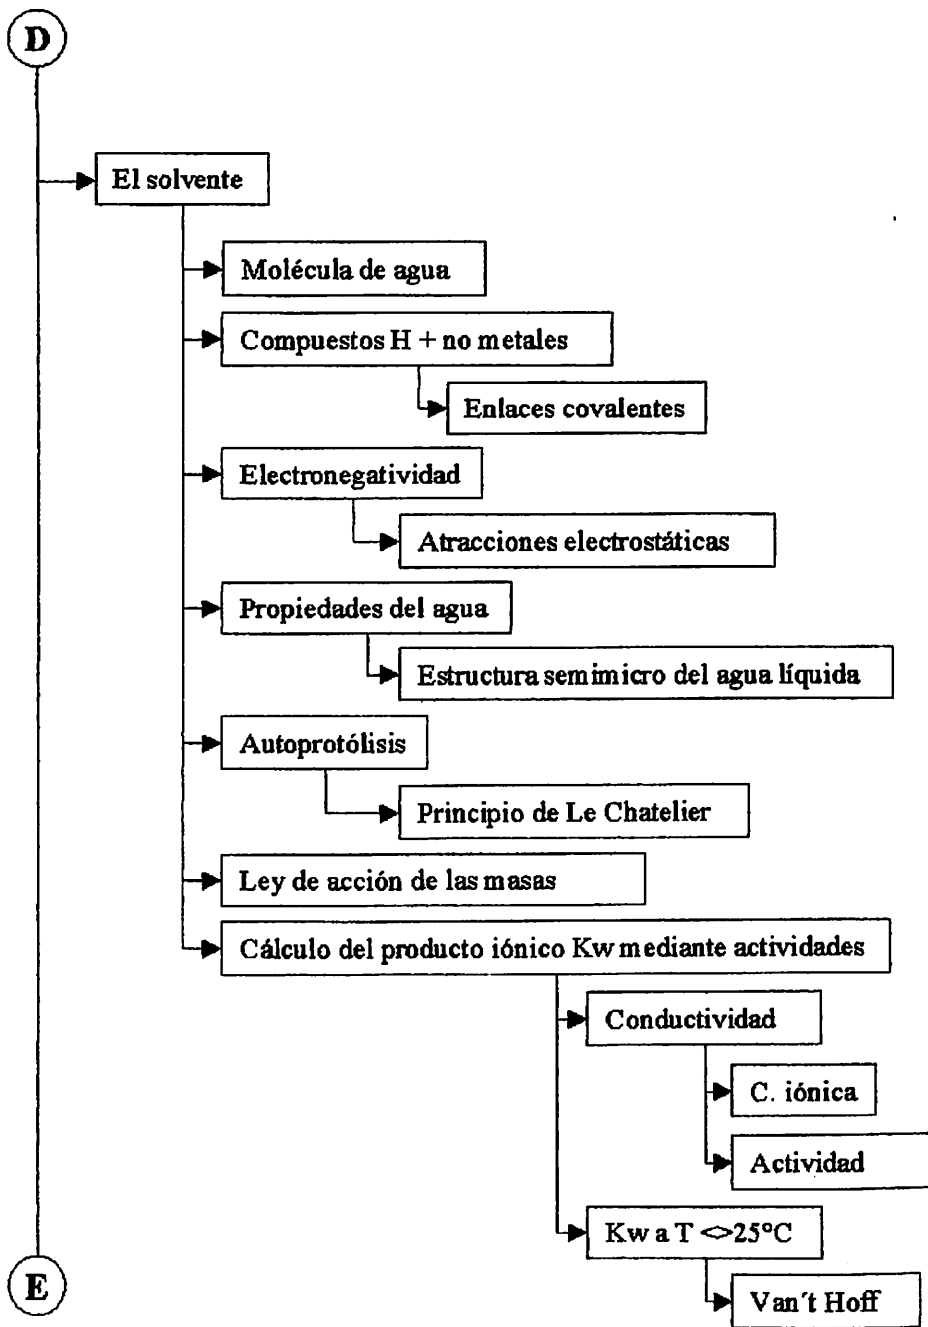 D
El solvente
Molécula de agua
Compuestos H + no metales
Enlaces covalentes
Electronegatividad
Atracciones electrostáticas
Propiedades del agua
Estructura semimicro del agua líquida
Autoprotólisis
Principio de Le Chatelier
Ley de acción de las masas
Cálculo del producto iónico Kw mediante actividades
Conductividad
C. iónica
Actividad
Kw a T <>25°C
Van´t Hoff
E